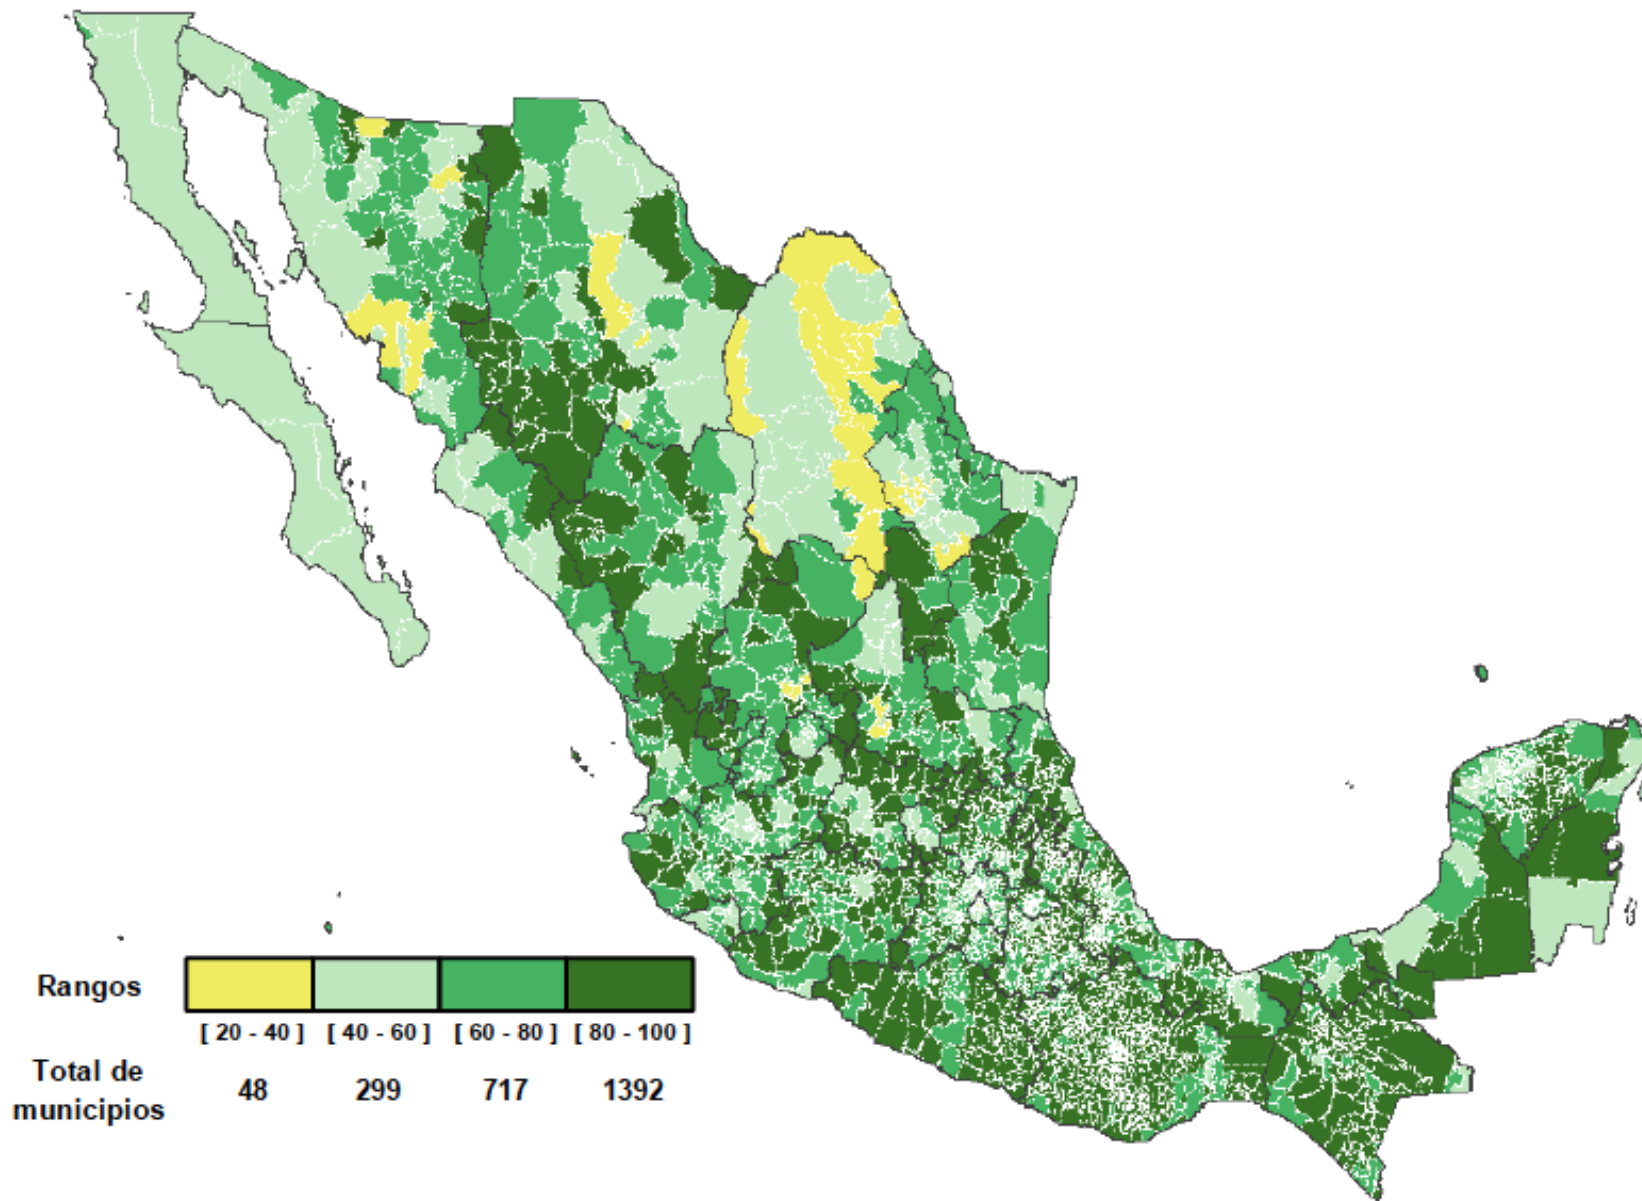 Rangos
[ 20 - 40 ] [ 40 - 60 ] [ 60 - 80 ] [ 80 - 100 ]
Total de
municipios
48 299 717 1392